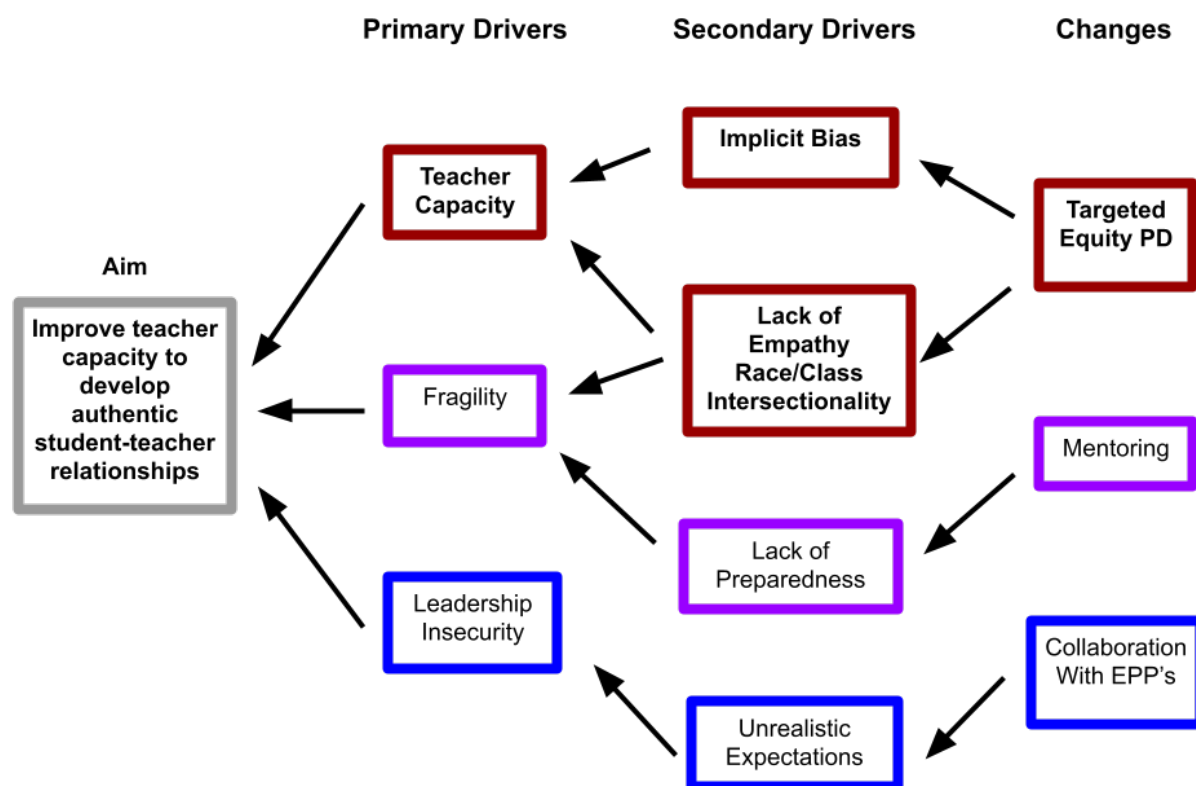 Primary Drivers
Secondary Drivers
Changes
Aim
Improve teacher
capacity to
develop
authentic
student-teacher
relationships
Teacher
Capacity
Fragility
Leadership
Insecurity
Implicit Bias
Lack of
Empathy
Race/Class
Intersectionality
Lack of
Preparedness
Unrealistic
Expectations
Targeted
Equity PD
Mentoring
Collaboration
With EPP's